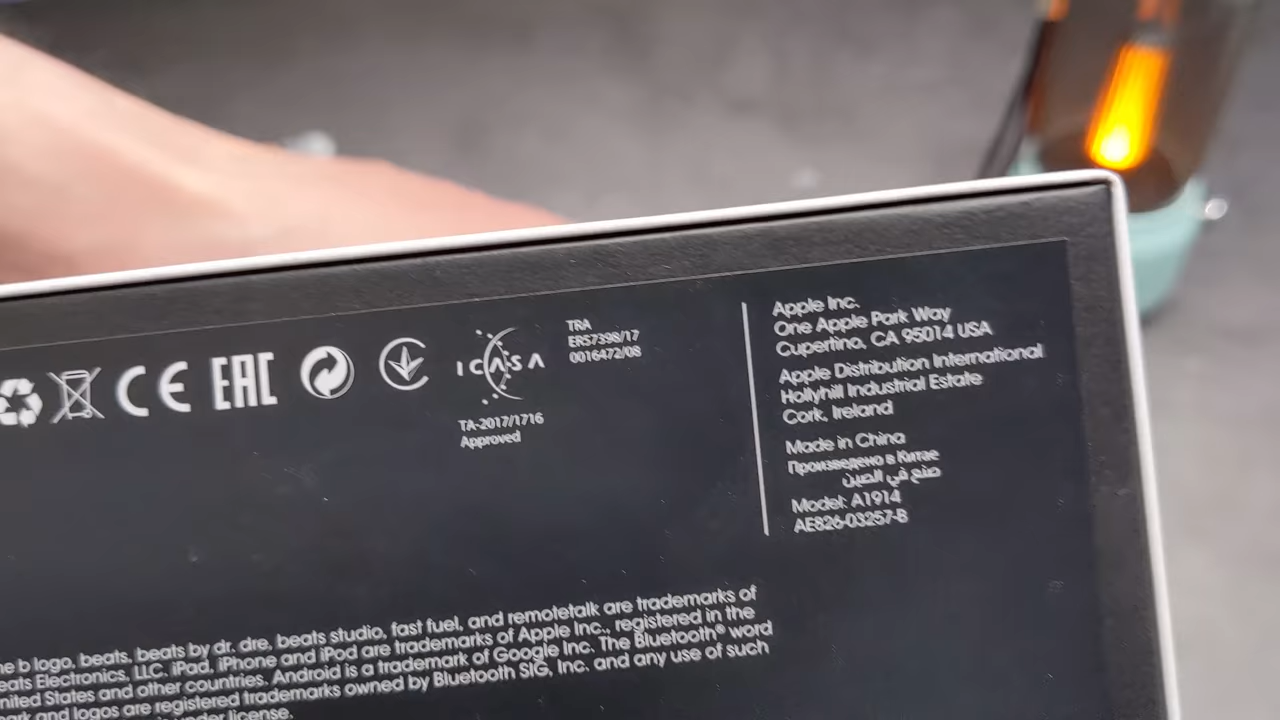 CE
EAC
ICASA
TA-2017/1716
Approved
TRA
ER57398/17
0016472/08
Apple Inc.
One Apple Park Way
Cupertino, CA 95014 USA
Apple Distribution International
Hollyhill Industrial Estate
Cork, Ireland
Made in China
Произведено в Китае
صنع في الصين
Model: A1914
AE826-03257-B
b logo, beats, beats by dr. dre, beats studio, fast fuel, and remotetalk are trademarks of
Electronics, LLC. iPad, iPhone and iPod are trademarks of Apple Inc., registered in the
States and other countries. Android is a trademark of Google Inc. The Bluetooth® word
and logos are registered trademarks owned by Bluetooth SIG, Inc. and any use of such
under license.